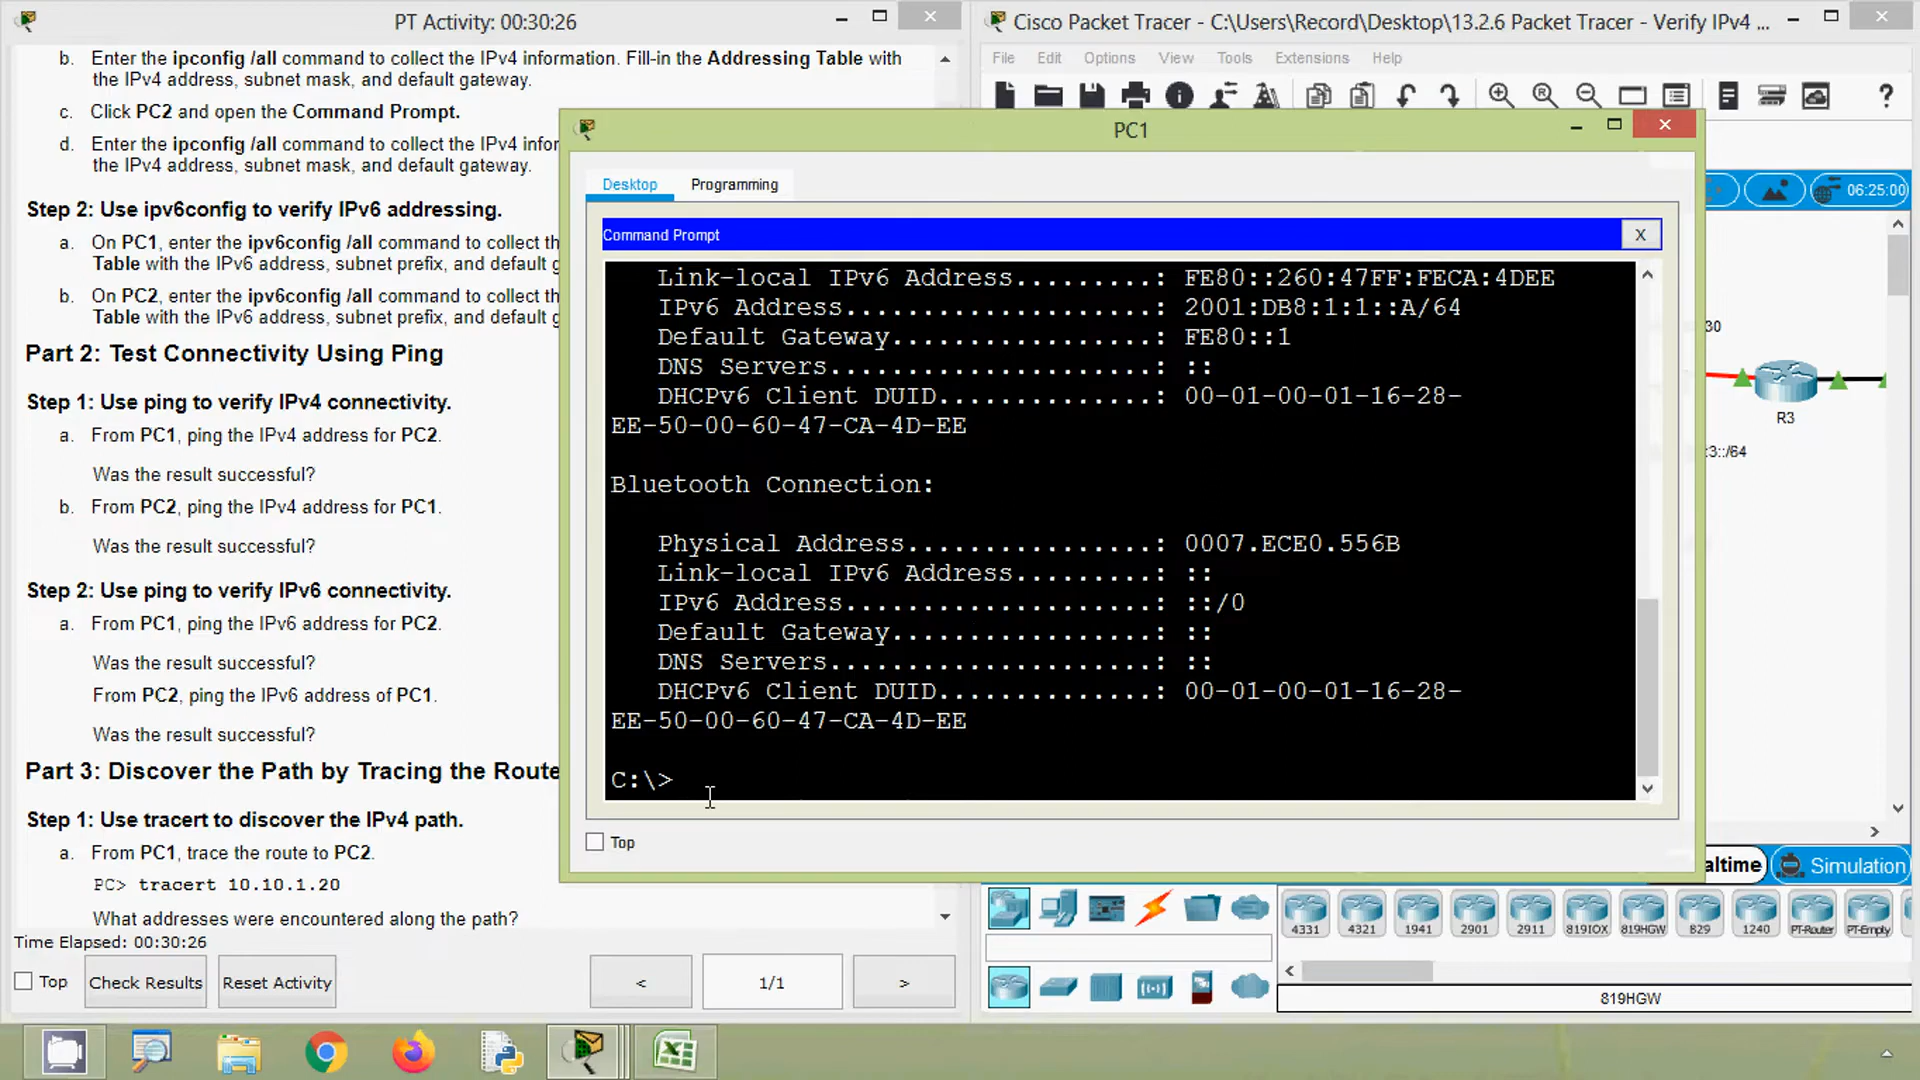 PT Activity: 00:30:26
b. Enter the ipconfig /all command to collect the IPv4 information. Fill-in the Addressing Table with
the IPv4 address, subnet mask, and default gateway.
c. Click PC2 and open the Command Prompt.
d. Enter the ipconfig /all command to collect the IPv4 infor
the IPv4 address, subnet mask, and default gateway.
Step 2: Use ipv6config to verify IPv6 addressing.
a. On PC1, enter the ipv6config /all command to collect th
Table with the IPv6 address, subnet prefix, and default g
b. On PC2, enter the ipv6config /all command to collect th
Table with the IPv6 address, subnet prefix, and default g
Part 2: Test Connectivity Using Ping
Step 1: Use ping to verify IPv4 connectivity.
a. From PC1, ping the IPv4 address for PC2.
Was the result successful?
b. From PC2, ping the IPv4 address for PC1.
Was the result successful?
Step 2: Use ping to verify IPv6 connectivity.
a. From PC1, ping the IPv6 address for PC2.
Was the result successful?
From PC2, ping the IPv6 address of PC1.
Was the result successful?
Part 3: Discover the Path by Tracing the Route
Step 1: Use tracert to discover the IPv4 path.
a. From PC1, trace the route to PC2.
PC> tracert 10.10.1.20
What addresses were encountered along the path?
Time Elapsed: 00:30:26
Top
Check Results
Reset Activity
<
1/1
>
Cisco Packet Tracer - C:\Users\Record\Desktop\13.2.6 Packet Tracer - Verify IPv4 ...
File Edit Options View Tools Extensions Help
PC1
Desktop Programming
Command Prompt
X
Link-local IPv6 Address.........: FE80::260:47FF:FECA:4DEE
IPv6 Address....................: 2001:DB8:1:1::A/64
Default Gateway.................: FE80::1
DNS Servers.....................: ::
DHCPv6 Client DUID..............: 00-01-00-01-16-28-
EE-50-00-60-47-CA-4D-EE
Bluetooth Connection:
Physical Address................: 0007.ECE0.556B
Link-local IPv6 Address.........: ::
IPv6 Address....................: ::/0
Default Gateway.................: ::
DNS Servers.....................: ::
DHCPv6 Client DUID..............: 00-01-00-01-16-28-
EE-50-00-60-47-CA-4D-EE
C:\>
Top
06:25:00
30
R3
:3::/64
altime
Simulation
4331 4321 1941 2901 2911 819IOX 819HGW 829 1240 PT-Router PT-Empty
819HGW